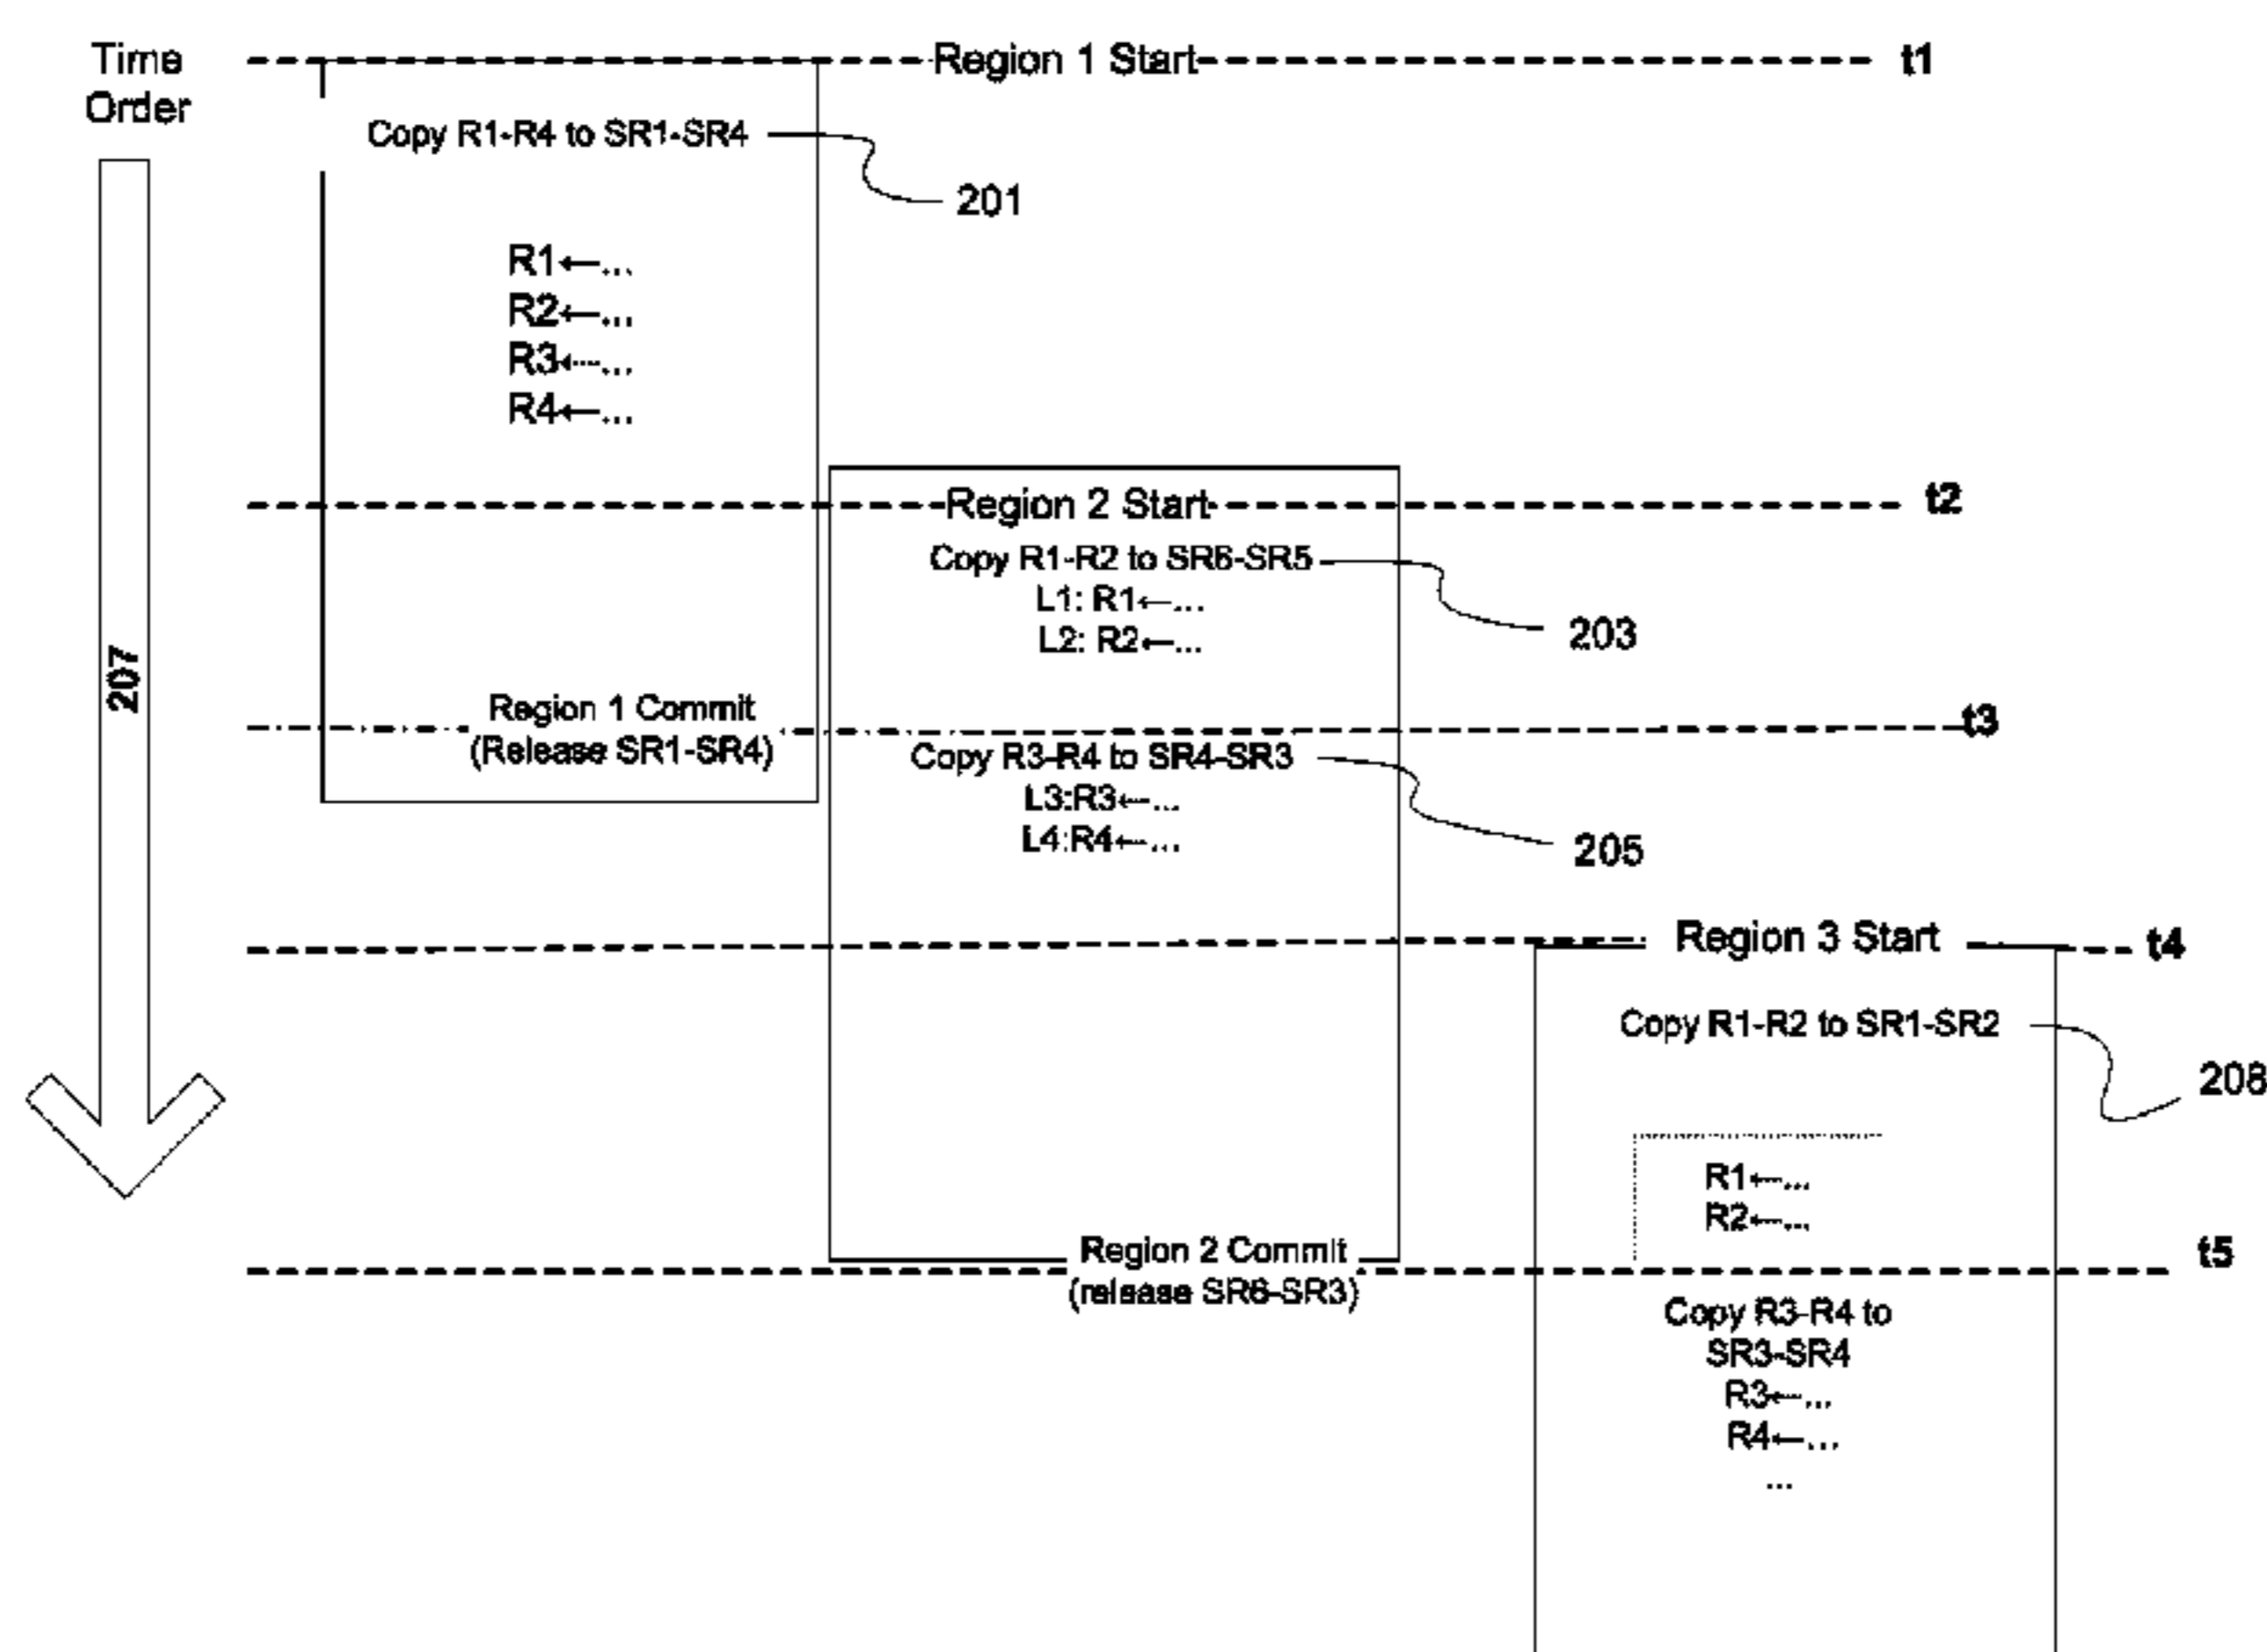 Time
Order
Region 1 Start
t1
Copy R1-R4 to SR1-SR4
201
R1←...
R2←...
R3←...
R4←...
Region 2 Start
t2
Copy R1-R2 to SR6-SR5
L1: R1←...
L2: R2←...
203
207
Region 1 Commit
(Release SR1-SR4)
t3
Copy R3-R4 to SR4-SR3
L3:R3←...
L4:R4←...
205
Region 3 Start
t4
Copy R1-R2 to SR1-SR2
208
R1←...
R2←...
Region 2 Commit
(release SR6-SR3)
t5
Copy R3-R4 to
SR3-SR4
R3←...
R4←...
...